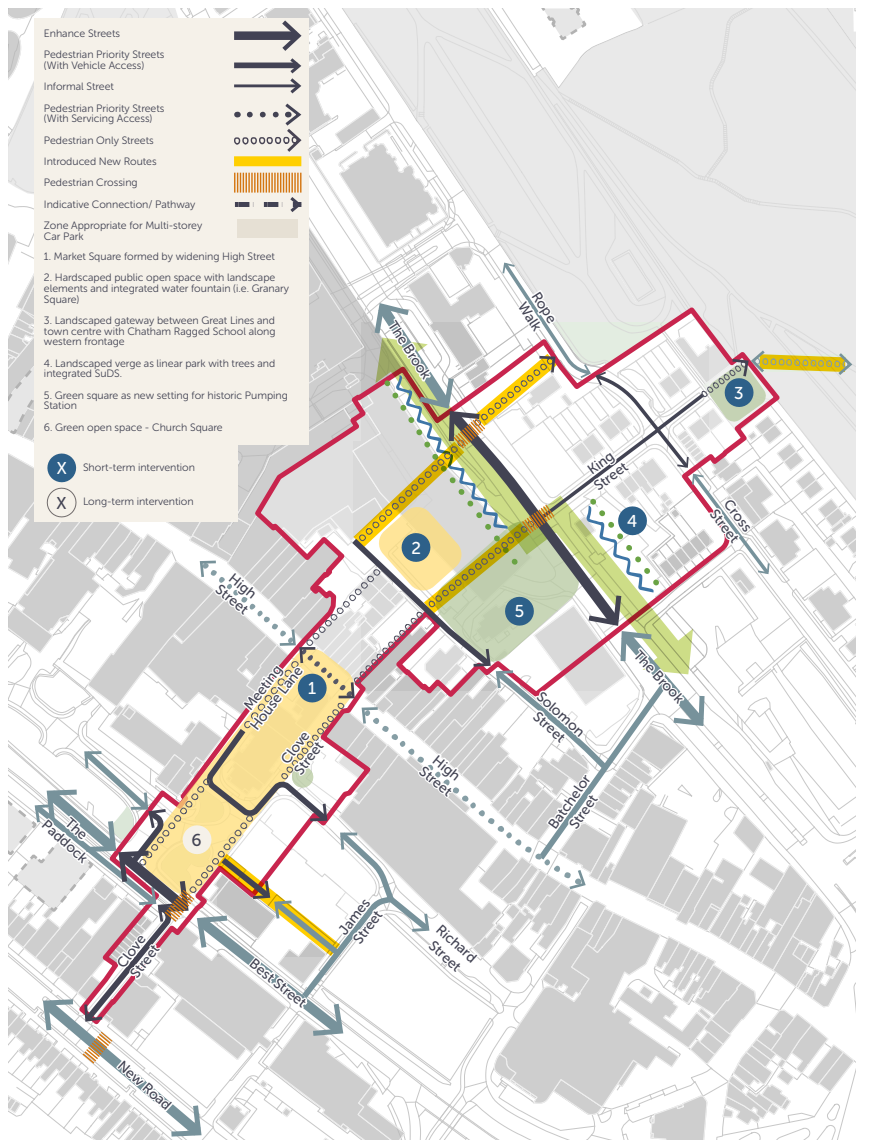 Enhance Streets
Pedestrian Priority Streets
(With Vehicle Access)
Informal Street
Pedestrian Priority Streets
(With Servicing Access)
Pedestrian Only Streets
Introduced New Routes
Pedestrian Crossing
Indicative Connection/ Pathway
Zone Appropriate for Multi-storey
Car Park
1. Market Square formed by widening High Street
2. Hardscaped public open space with landscape
elements and integrated water fountain (i.e. Granary
Square)
3. Landscaped gateway between Great Lines and
town centre with Chatham Ragged School along
western frontage
4. Landscaped verge as linear park with trees and
integrated SuDS.
5. Green square as new setting for historic Pumping
Station
6. Green open space - Church Square
X Short-term intervention
X Long-term intervention
Rope
Walk
The Brook
3
King
Street
4
Cross
Street
2
5
High
Street
Meeting
House Lane
1
The Brook
Solomon
Street
Clove
Street
High
Street
Batchelor
Street
The
Paddock
6
James
Street
Richard
Street
Clove
Street
Best Street
New Road